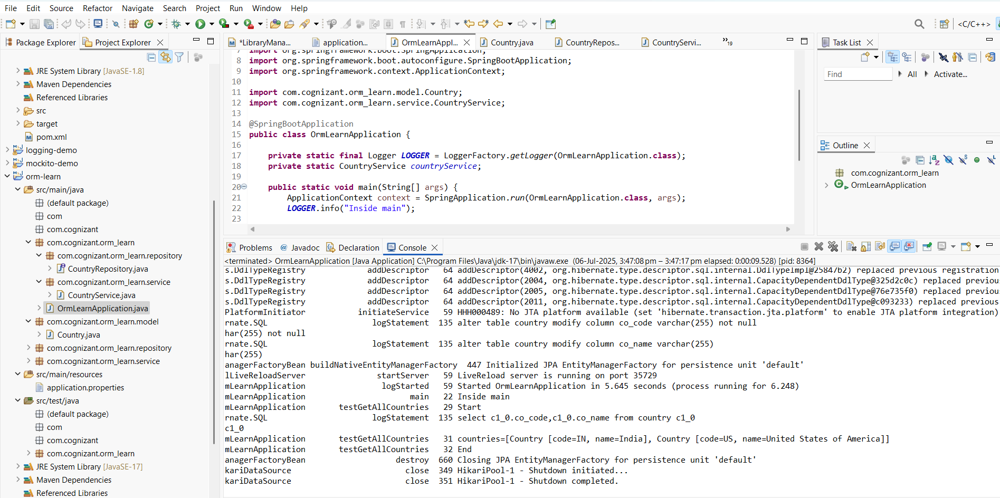 File Edit Source Refactor Navigate Search Project Run Window Help
<C/C++>
Package Explorer Project Explorer
JRE System Library [JavaSE-1.8]
Maven Dependencies
Referenced Libraries
src
target
pom.xml
logging-demo
mockito-demo
orm-learn
src/main/java
(default package)
com
com.cognizant
com.cognizant.orm_learn
com.cognizant.orm_learn.repository
CountryRepository.java
com.cognizant.orm_learn.service
CountryService.java
OrmLearnApplication.java
com.cognizant.orm_learn.model
Country.java
com.cognizant.orm_learn.repository
com.cognizant.orm_learn.service
src/main/resources
application.properties
src/test/java
(default package)
com
com.cognizant
com.cognizant.orm_learn
JRE System Library [JavaSE-17]
Maven Dependencies
Referenced Libraries
*LibraryMana... application... OrmLearnAppl... Country.java CountryRepos... CountryServi... »19
7 import org.springframework.boot.SpringApplication;
8 import org.springframework.boot.autoconfigure.SpringBootApplication;
9 import org.springframework.context.ApplicationContext;
10
11 import com.cognizant.orm_learn.model.Country;
12 import com.cognizant.orm_learn.service.CountryService;
13
14 @SpringBootApplication
15 public class OrmLearnApplication {
16
17 private static final Logger LOGGER = LoggerFactory.getLogger(OrmLearnApplication.class);
18 private static CountryService countryService;
19
20 public static void main(String[] args) {
21 ApplicationContext context = SpringApplication.run(OrmLearnApplication.class, args);
22 LOGGER.info("Inside main");
23
Task List
Find All Activate...
Outline
com.cognizant.orm_learn
OrmLearnApplication
Problems @ Javadoc Declaration Console
<terminated> OrmLearnApplication [Java Application] C:\Program Files\Java\jdk-17\bin\javaw.exe (06-Jul-2025, 3:47:08 pm – 3:47:17 pm elapsed: 0:00:09.528) [pid: 8364]
s.DdlTypeRegistry addDescriptor 64 addDescriptor(4002, org.hibernate.type.descriptor.sql.internal.DdlTypeImpl@25847b2) replaced previous registration
s.DdlTypeRegistry addDescriptor 64 addDescriptor(2004, org.hibernate.type.descriptor.sql.internal.CapacityDependentDdlType@325d2c0c) replaced previous
s.DdlTypeRegistry addDescriptor 64 addDescriptor(2005, org.hibernate.type.descriptor.sql.internal.CapacityDependentDdlType@76e735f0) replaced previous
s.DdlTypeRegistry addDescriptor 64 addDescriptor(2011, org.hibernate.type.descriptor.sql.internal.CapacityDependentDdlType@c093233) replaced previous
PlatformInitiator initiateService 59 HHH000489: No JTA platform available (set 'hibernate.transaction.jta.platform' to enable JTA platform integration)
rnate.SQL logStatement 135 alter table country modify column co_code varchar(255) not null
har(255) not null
rnate.SQL logStatement 135 alter table country modify column co_name varchar(255)
har(255)
anagerFactoryBean buildNativeEntityManagerFactory 447 Initialized JPA EntityManagerFactory for persistence unit 'default'
lLiveReloadServer startServer 59 LiveReload server is running on port 35729
mLearnApplication logStarted 59 Started OrmLearnApplication in 5.645 seconds (process running for 6.248)
mLearnApplication main 22 Inside main
mLearnApplication testGetAllCountries 29 Start
rnate.SQL logStatement 135 select c1_0.co_code,c1_0.co_name from country c1_0
c1_0
mLearnApplication testGetAllCountries 31 countries=[Country [code=IN, name=India], Country [code=US, name=United States of America]]
mLearnApplication testGetAllCountries 32 End
anagerFactoryBean destroy 660 Closing JPA EntityManagerFactory for persistence unit 'default'
kariDataSource close 349 HikariPool-1 - Shutdown initiated...
kariDataSource close 351 HikariPool-1 - Shutdown completed.